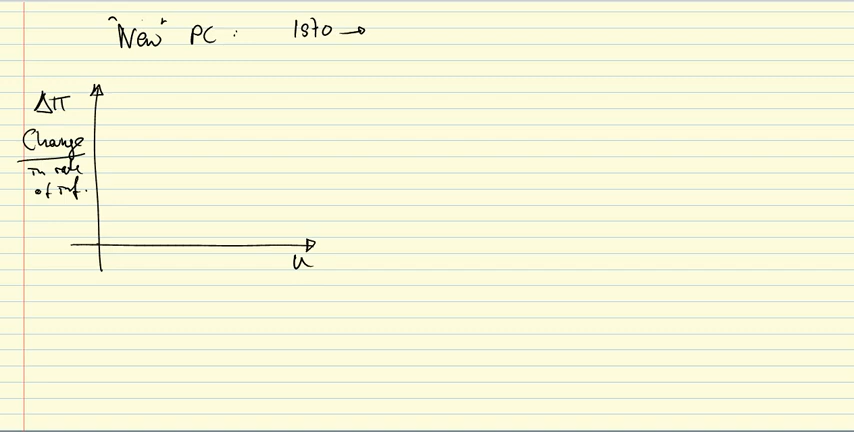 "New" PC : 1970 →
Δπ
Change
in rate
of inf.
u